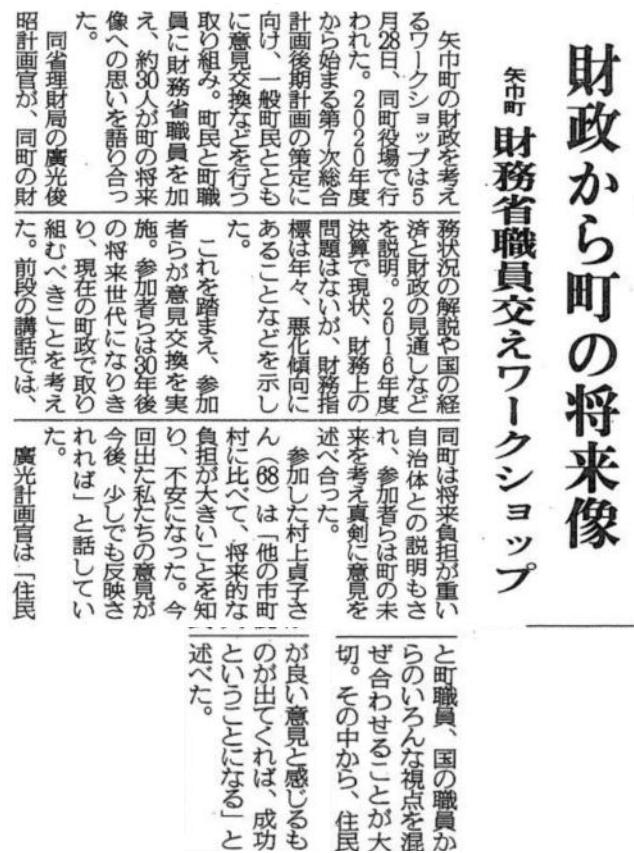 財政から町の将来像
矢巾町 財務省職員交えワークショップ
矢巾町の財政を考え
るワークショップは5
月28日、同町役場で行
われた。2020年度
から始まる第7次総合
計画後期計画の策定に
向け、一般町民ととも
に意見交換などを行う
取り組み。町民と町職
員に財務省職員を加
え、約30人が町の将来
像への思いを語り合っ
た。
同省理財局の廣光俊
昭計画官が、同町の財
務状況の解説や国の経
済と財政の見通しなど
を説明。2016年度
決算で現状、財務上の
問題はないが、財務指
標は年々、悪化傾向に
あることなどを示し
た。
これを踏まえ、参加
者らが意見交換を実
施。参加者らは30年後
の将来世代になりき
り、現在の町政で取り
組むべきことを考え
た。前段の講話では、
同町は将来負担が重い
自治体との説明もさ
れ、参加者らは町の未
来を考え真剣に意見を
述べ合った。
参加した村上貞子さ
ん(68)は「他の市町
村に比べて、将来的な
負担が大きいことを知
り、不安になった。今
回出た私たちの意見が
今後、少しでも反映さ
れれば」と話してい
た。
廣光計画官は「住民
と町職員、国の職員か
らのいろんな視点を混
ぜ合わせることが大
切。その中から、住民
が良い意見と感じるも
のが出てくれば、成功
ということになる」と
述べた。